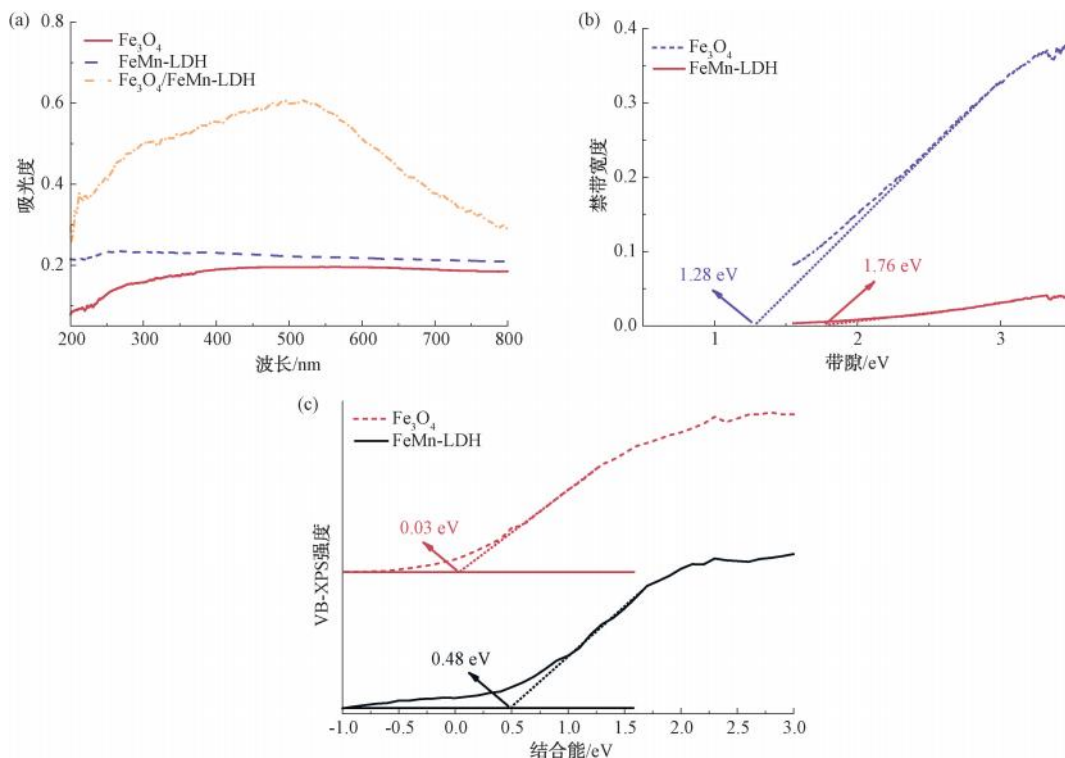 (a)
0.8
0.6
0.4
0.2
吸光度
Fe₃O₄
FeMn-LDH
Fe₃O₄/FeMn-LDH
200 300 400 500 600 700 800
波长/nm
(b)
0.4
0.3
0.2
0.1
0.0
禁带宽度
Fe₃O₄
FeMn-LDH
1.28 eV
1.76 eV
1 2 3
带隙/eV
(c)
Fe₃O₄
FeMn-LDH
VB-XPS强度
0.03 eV
0.48 eV
-1.0 -0.5 0.0 0.5 1.0 1.5 2.0 2.5 3.0
结合能/eV